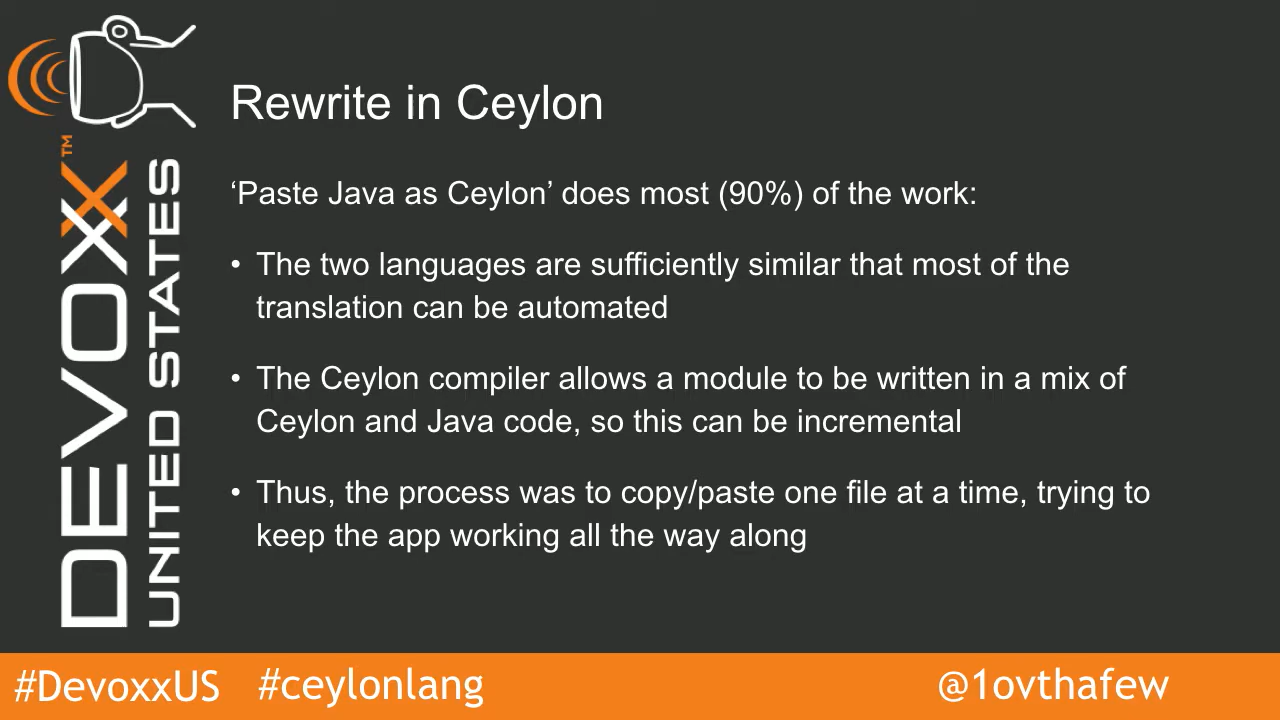 Rewrite in Ceylon
‘Paste Java as Ceylon’ does most (90%) of the work:
• The two languages are sufficiently similar that most of the
translation can be automated
• The Ceylon compiler allows a module to be written in a mix of
Ceylon and Java code, so this can be incremental
• Thus, the process was to copy/paste one file at a time, trying to
keep the app working all the way along
DEVOXX™
UNITED STATES
#DevoxxUS #ceylonlang @1ovthafew